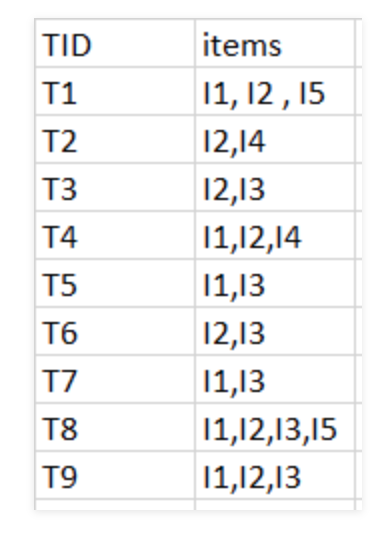 TID items
T1 I1, I2 , I5
T2 I2,I4
T3 I2,I3
T4 I1,I2,I4
T5 I1,I3
T6 I2,I3
T7 I1,I3
T8 I1,I2,I3,I5
T9 I1,I2,I3